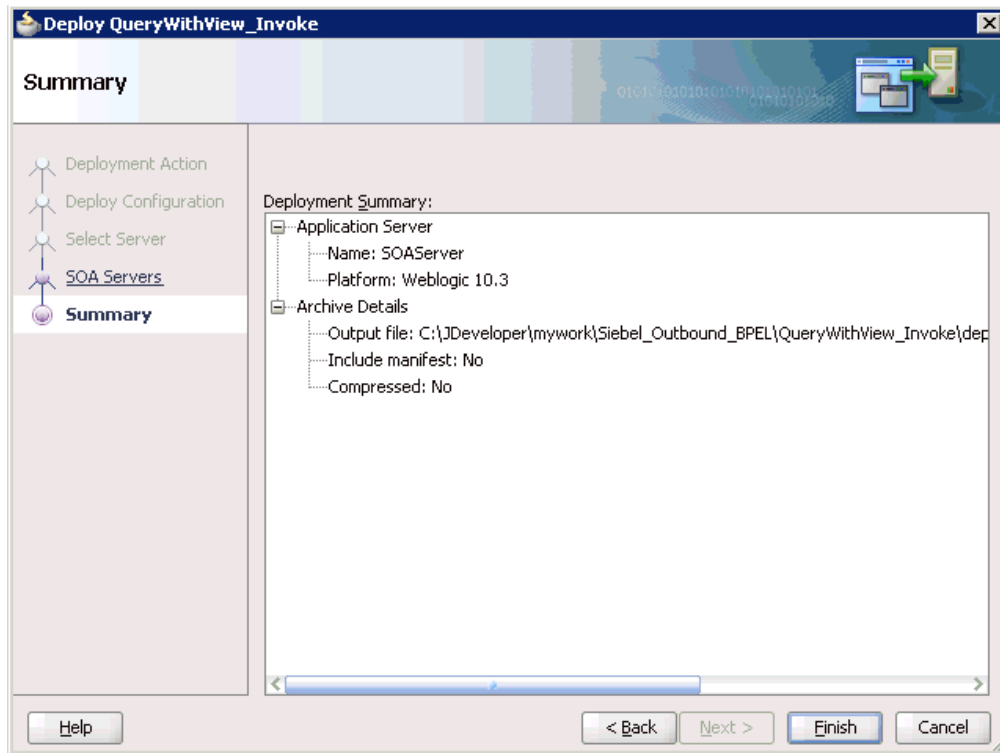 Deploy QueryWithView_Invoke
Summary
Deployment Action
Deploy Configuration
Select Server
SOA Servers
Summary
Deployment Summary:
Application Server
Name: SOAServer
Platform: Weblogic 10.3
Archive Details
Output file: C:\JDeveloper\mywork\Siebel_Outbound_BPEL\QueryWithView_Invoke\dep
Include manifest: No
Compressed: No
Help
< Back
Next >
Finish
Cancel